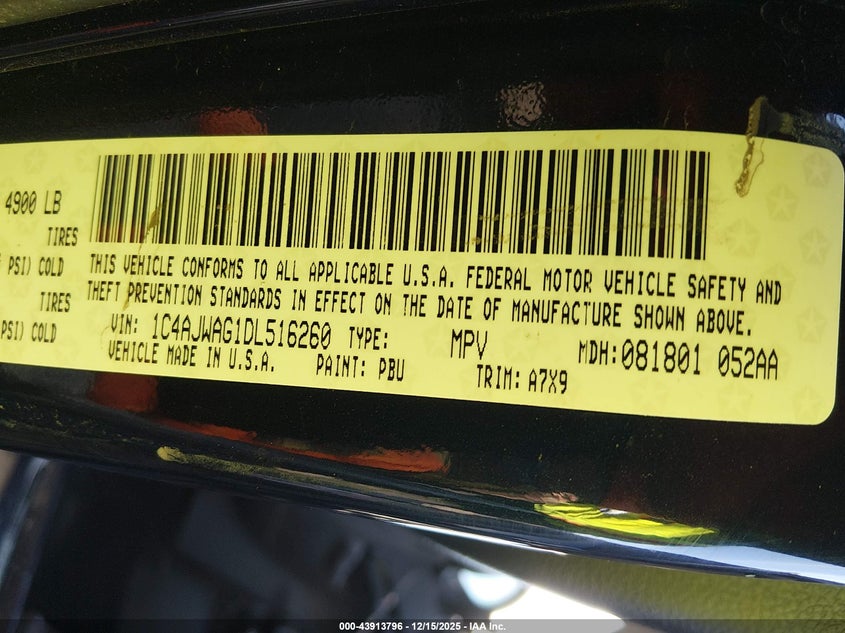 4900 LB
TIRES
PSI) COLD
TIRES
PSI) COLD
THIS VEHICLE CONFORMS TO ALL APPLICABLE U.S.A. FEDERAL MOTOR VEHICLE SAFETY AND
THEFT PREVENTION STANDARDS IN EFFECT ON THE DATE OF MANUFACTURE SHOWN ABOVE.
VIN: 1C4AJWAG1DL516260 TYPE: MPV MDH:081801 052AA
VEHICLE MADE IN U.S.A. PAINT: PBU TRIM: A7X9
000-43913796 - 12/15/2025 - IAA Inc.